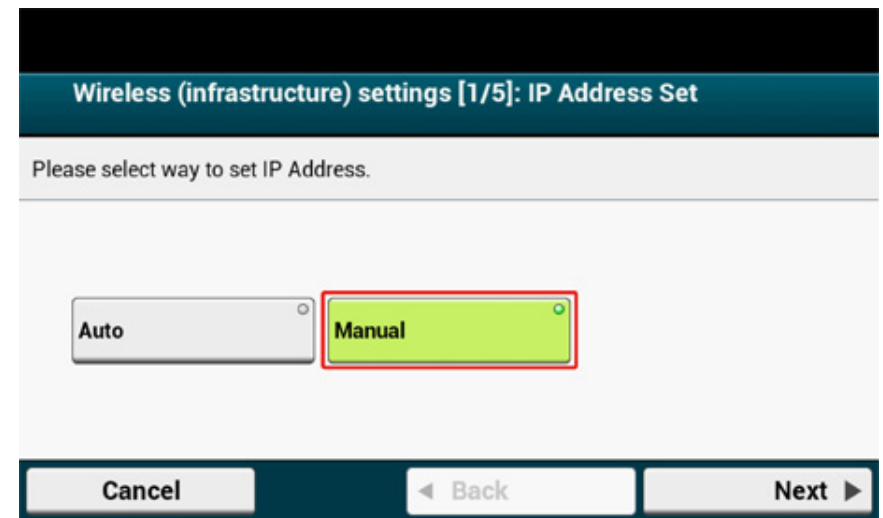 Wireless (infrastructure) settings [1/5]: IP Address Set
Please select way to set IP Address.
Auto
Manual
Cancel
Back
Next